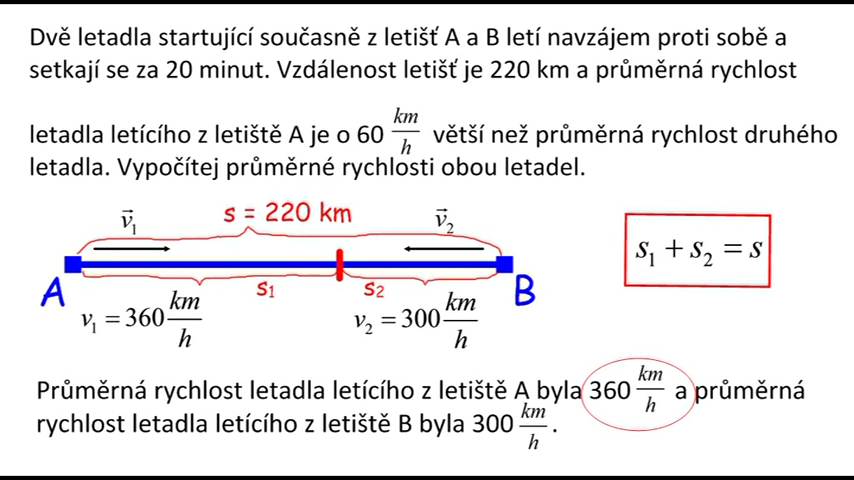 Dvě letadla startující současně z letišť A a B letí navzájem proti sobě a
setkají se za 20 minut. Vzdálenost letišť je 220 km a průměrná rychlost
letadla letícího z letiště A je o 60 km/h větší než průměrná rychlost druhého
letadla. Vypočítej průměrné rychlosti obou letadel.
v⃗₁ s = 220 km v⃗₂
s₁ + s₂ = s
A s₁ s₂ B
v₁ = 360 km/h v₂ = 300 km/h
Průměrná rychlost letadla letícího z letiště A byla 360 km/h a průměrná
rychlost letadla letícího z letiště B byla 300 km/h .